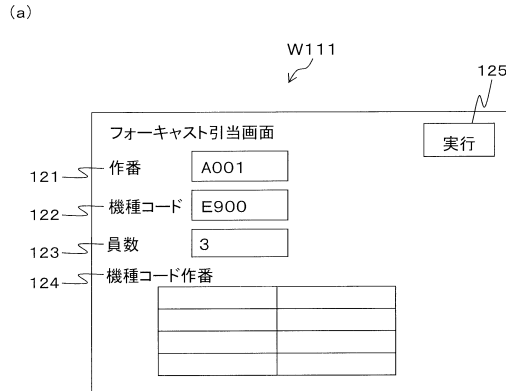 (a)
W111
125
フォーキャスト引当画面
実行
121 作番 A001
122 機種コード E900
123 員数 3
124 機種コード作番